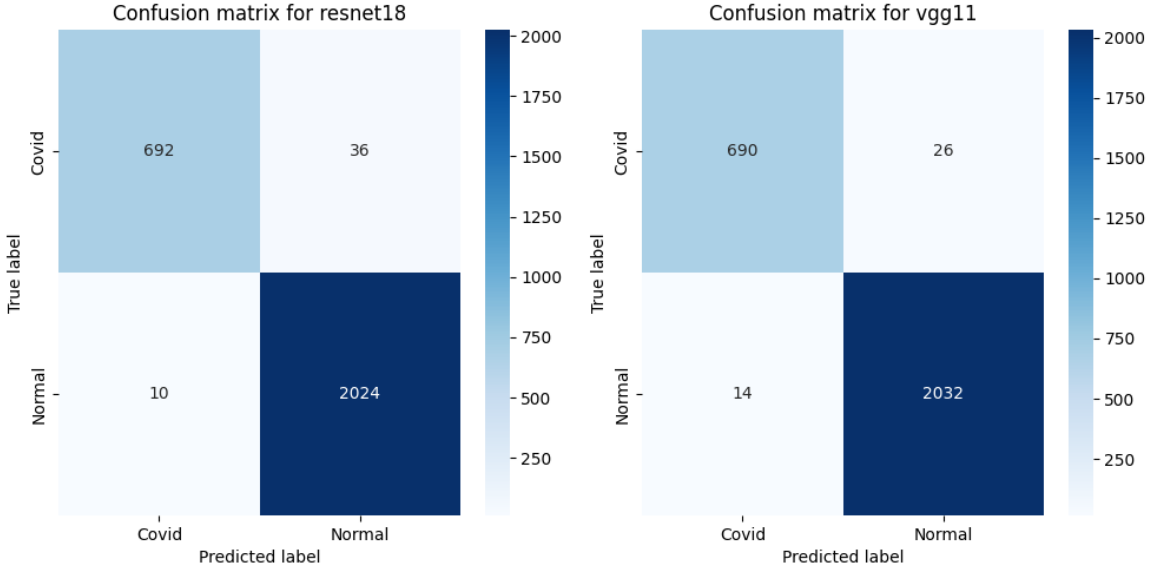 Confusion matrix for resnet18
True label
Covid
692
36
Normal
10
2024
Covid
Normal
Predicted label
2000
1750
1500
1250
1000
750
500
250
Confusion matrix for vgg11
True label
Covid
690
26
Normal
14
2032
Covid
Normal
Predicted label
2000
1750
1500
1250
1000
750
500
250